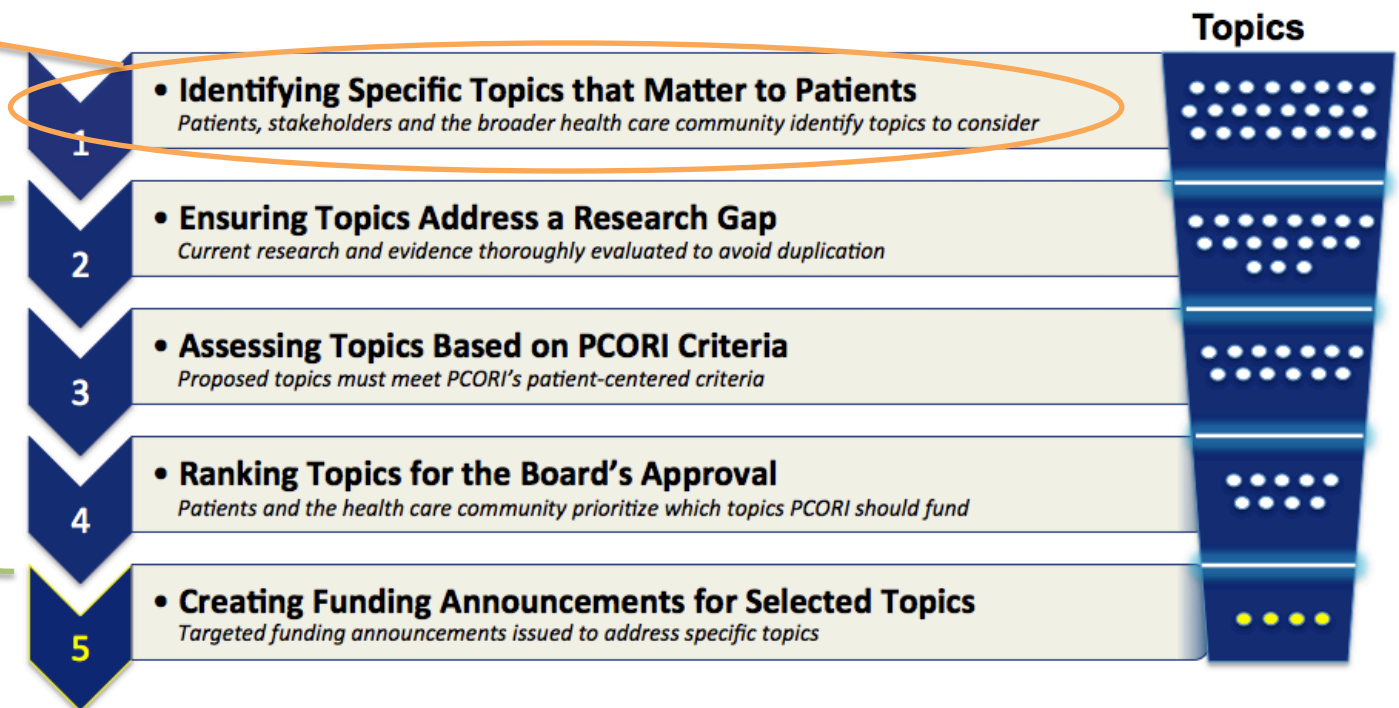 Topics
1
• Identifying Specific Topics that Matter to Patients
Patients, stakeholders and the broader health care community identify topics to consider
2
• Ensuring Topics Address a Research Gap
Current research and evidence thoroughly evaluated to avoid duplication
3
• Assessing Topics Based on PCORI Criteria
Proposed topics must meet PCORI's patient-centered criteria
4
• Ranking Topics for the Board's Approval
Patients and the health care community prioritize which topics PCORI should fund
5
• Creating Funding Announcements for Selected Topics
Targeted funding announcements issued to address specific topics